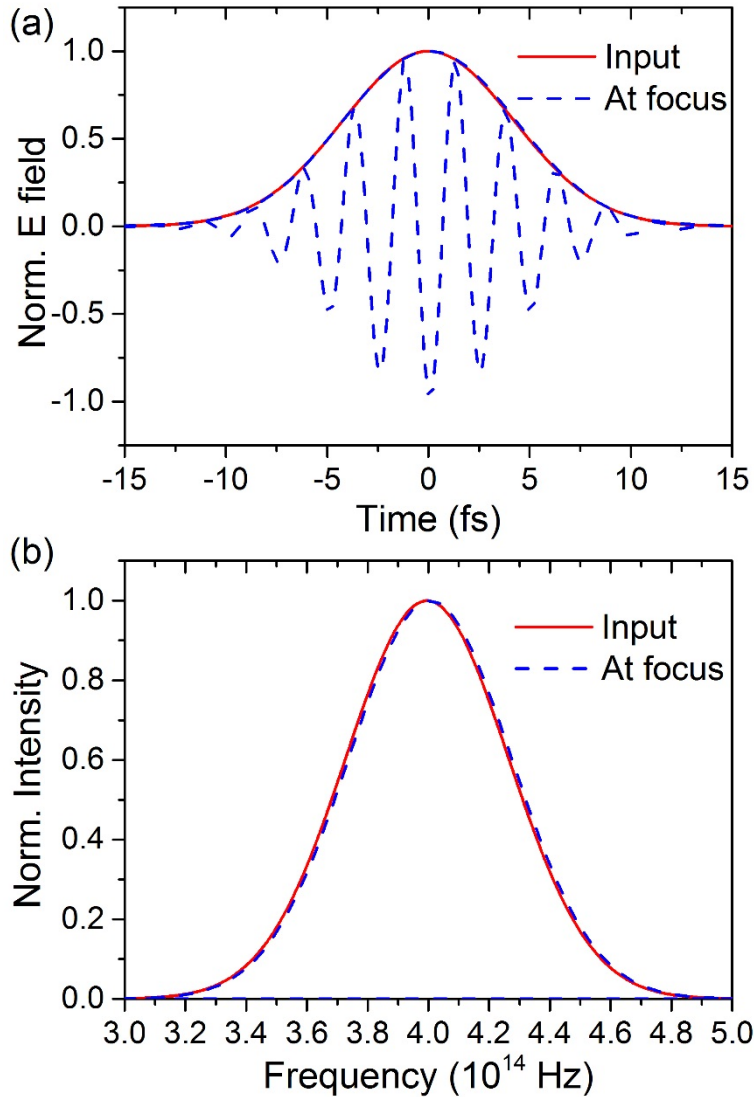 (a)
1.0
0.5
0.0
-0.5
-1.0
Norm. E field
Input
At focus
-15 -10 -5 0 5 10 15
Time (fs)
(b)
1.0
0.8
0.6
0.4
0.2
0.0
Norm. Intensity
Input
At focus
3.0 3.2 3.4 3.6 3.8 4.0 4.2 4.4 4.6 4.8 5.0
Frequency (10¹⁴ Hz)